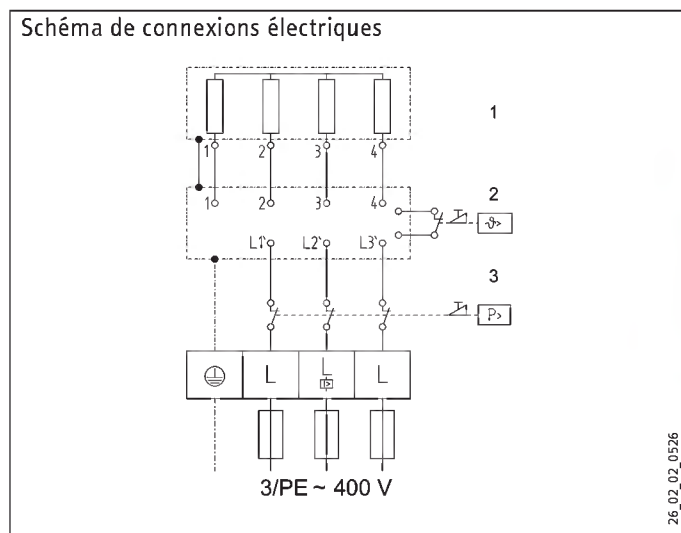 Schéma de connexions électriques
1
1 2 3 4
1 2 3 4
2
ϑ>
L1` L2` L3`
3
P>
L L L
I>
3/PE ~ 400 V
26_02_02_0526